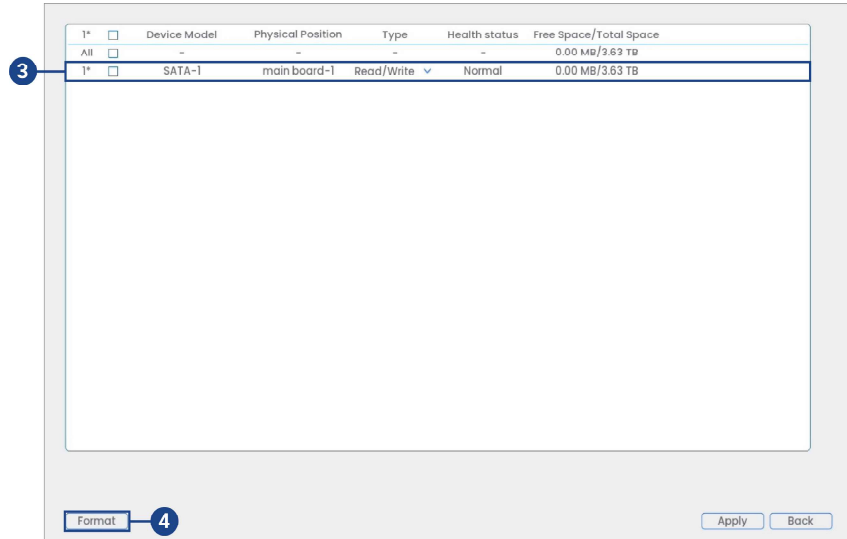 1* Device Model Physical Position Type Health status Free Space/Total Space
All - - - - 0.00 MB/3.63 TB
3 1* SATA-1 main board-1 Read/Write Normal 0.00 MB/3.63 TB
Format 4 Apply Back